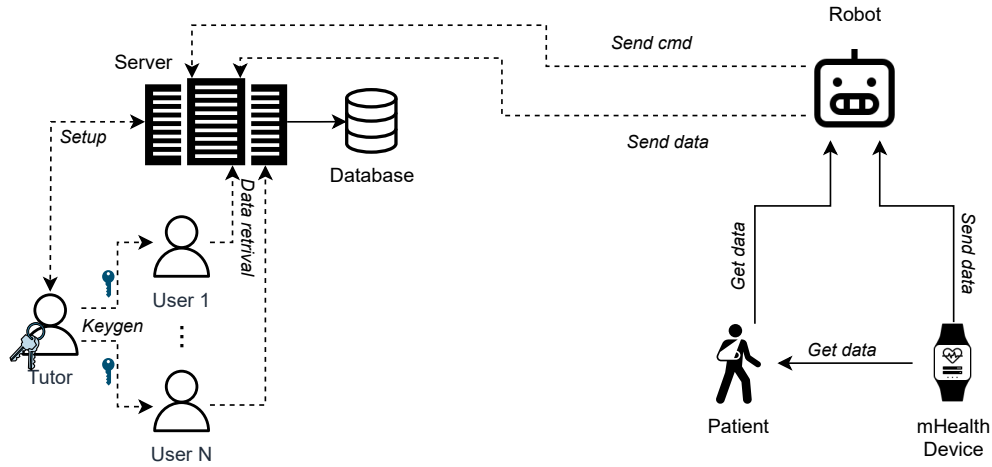 Robot
Send cmd
Server
Setup
Send data
Database
Data retrival
User 1
Keygen
Tutor
User N
Get data
Send data
Get data
Patient
mHealth
Device